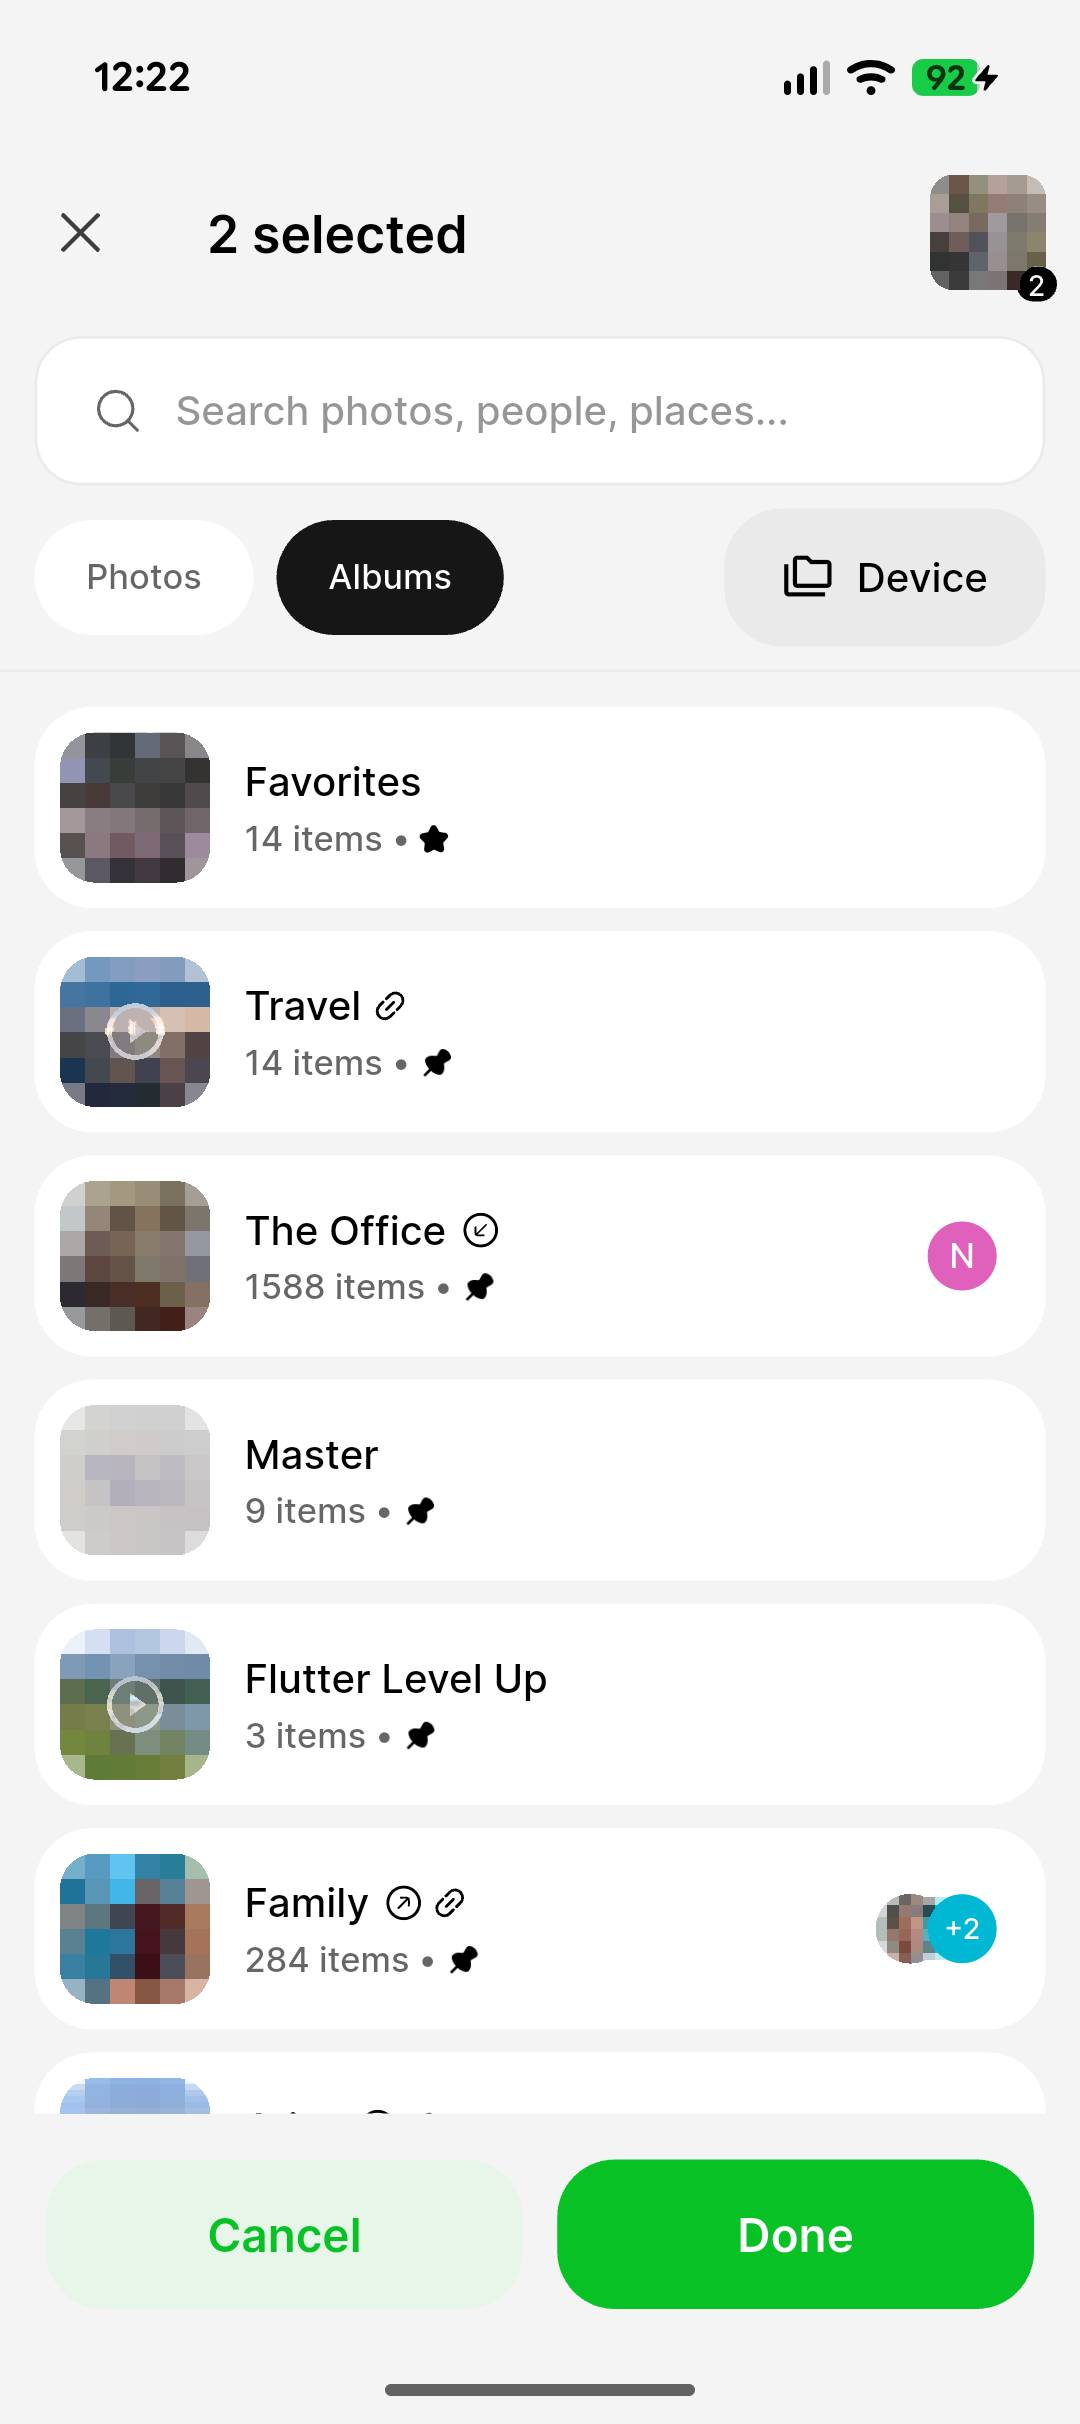 12:22
92
2 selected
2
Search photos, people, places...
Photos
Albums
Device
Favorites
14 items •
Travel
14 items •
The Office
1588 items •
N
Master
9 items •
Flutter Level Up
3 items •
Family
284 items •
+2
Cancel
Done